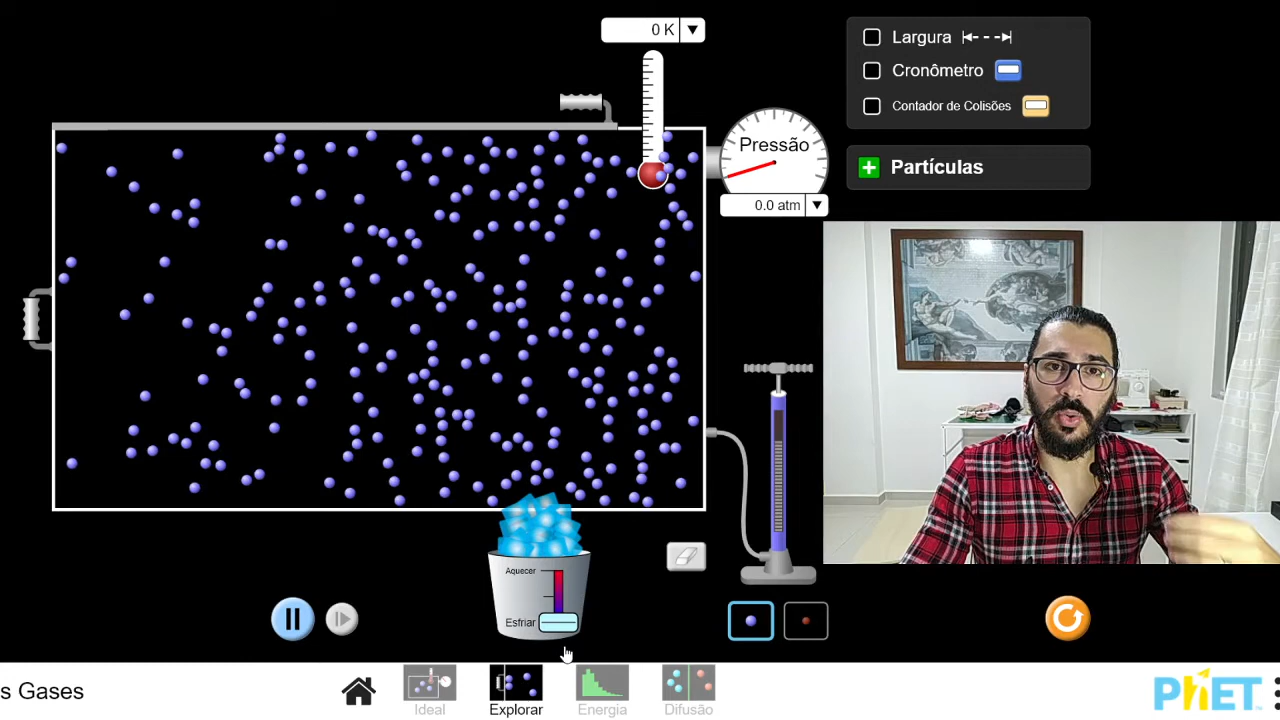 0 K
Pressão
0.0 atm
Largura
Cronômetro
Contador de Colisões
Partículas
Aquecer
Esfriar
s Gases
Ideal
Explorar
Energia
Difusão
PhET